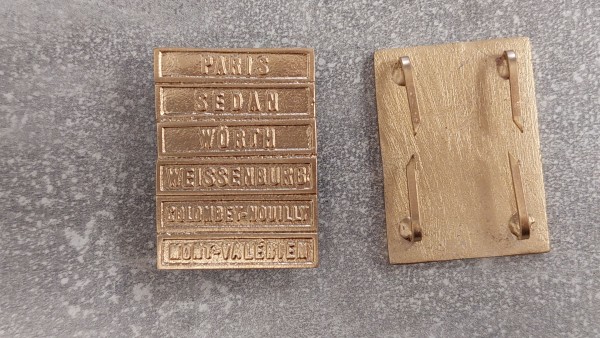 PARIS
SEDAN
WÖRTH
WEISSENBURG
COLOMBEY-NOUILLY
MONT-VALÉRIEN